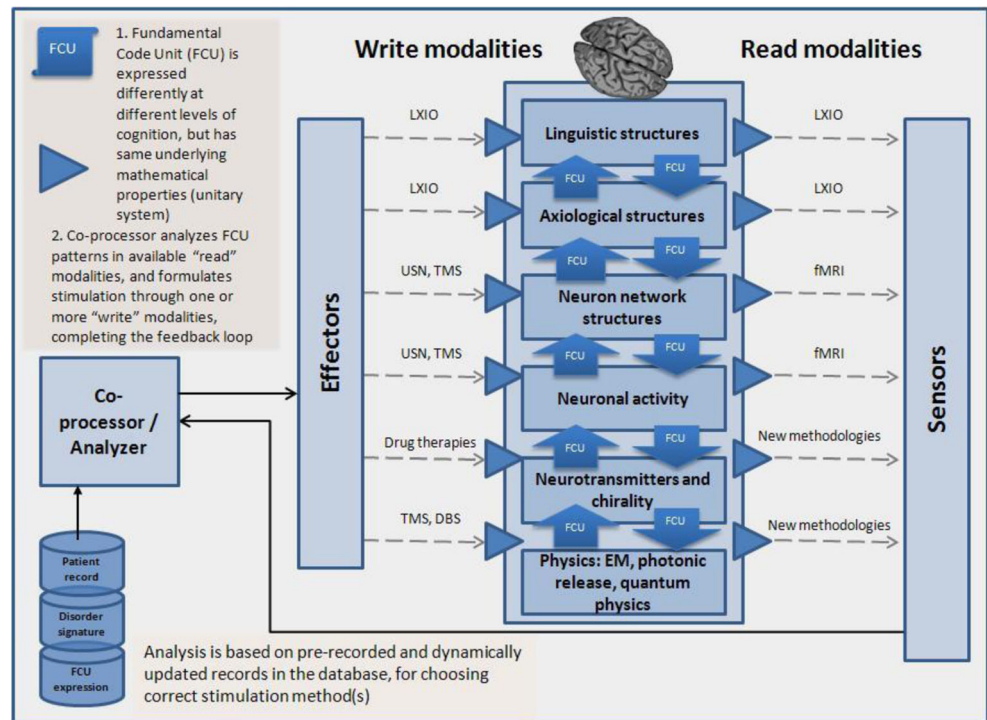 FCU
1. Fundamental
Code Unit (FCU) is
expressed
differently at
different levels of
cognition, but has
same underlying
mathematical
properties (unitary
system)
2. Co-processor analyzes FCU
patterns in available “read”
modalities, and formulates
stimulation through one or
more “write” modalities,
completing the feedback loop
Write modalities
Read modalities
Effectors
Sensors
LXIO
Linguistic structures
LXIO
FCU
FCU
LXIO
Axiological structures
LXIO
FCU
FCU
USN, TMS
Neuron network
structures
fMRI
FCU
FCU
USN, TMS
Neuronal activity
fMRI
FCU
FCU
Drug therapies
Neurotransmitters and
chirality
New methodologies
FCU
FCU
TMS, DBS
Physics: EM, photonic
release, quantum
physics
New methodologies
Co-
processor /
Analyzer
Patient
record
Disorder
signature
FCU
expression
Analysis is based on pre-recorded and dynamically
updated records in the database, for choosing
correct stimulation method(s)